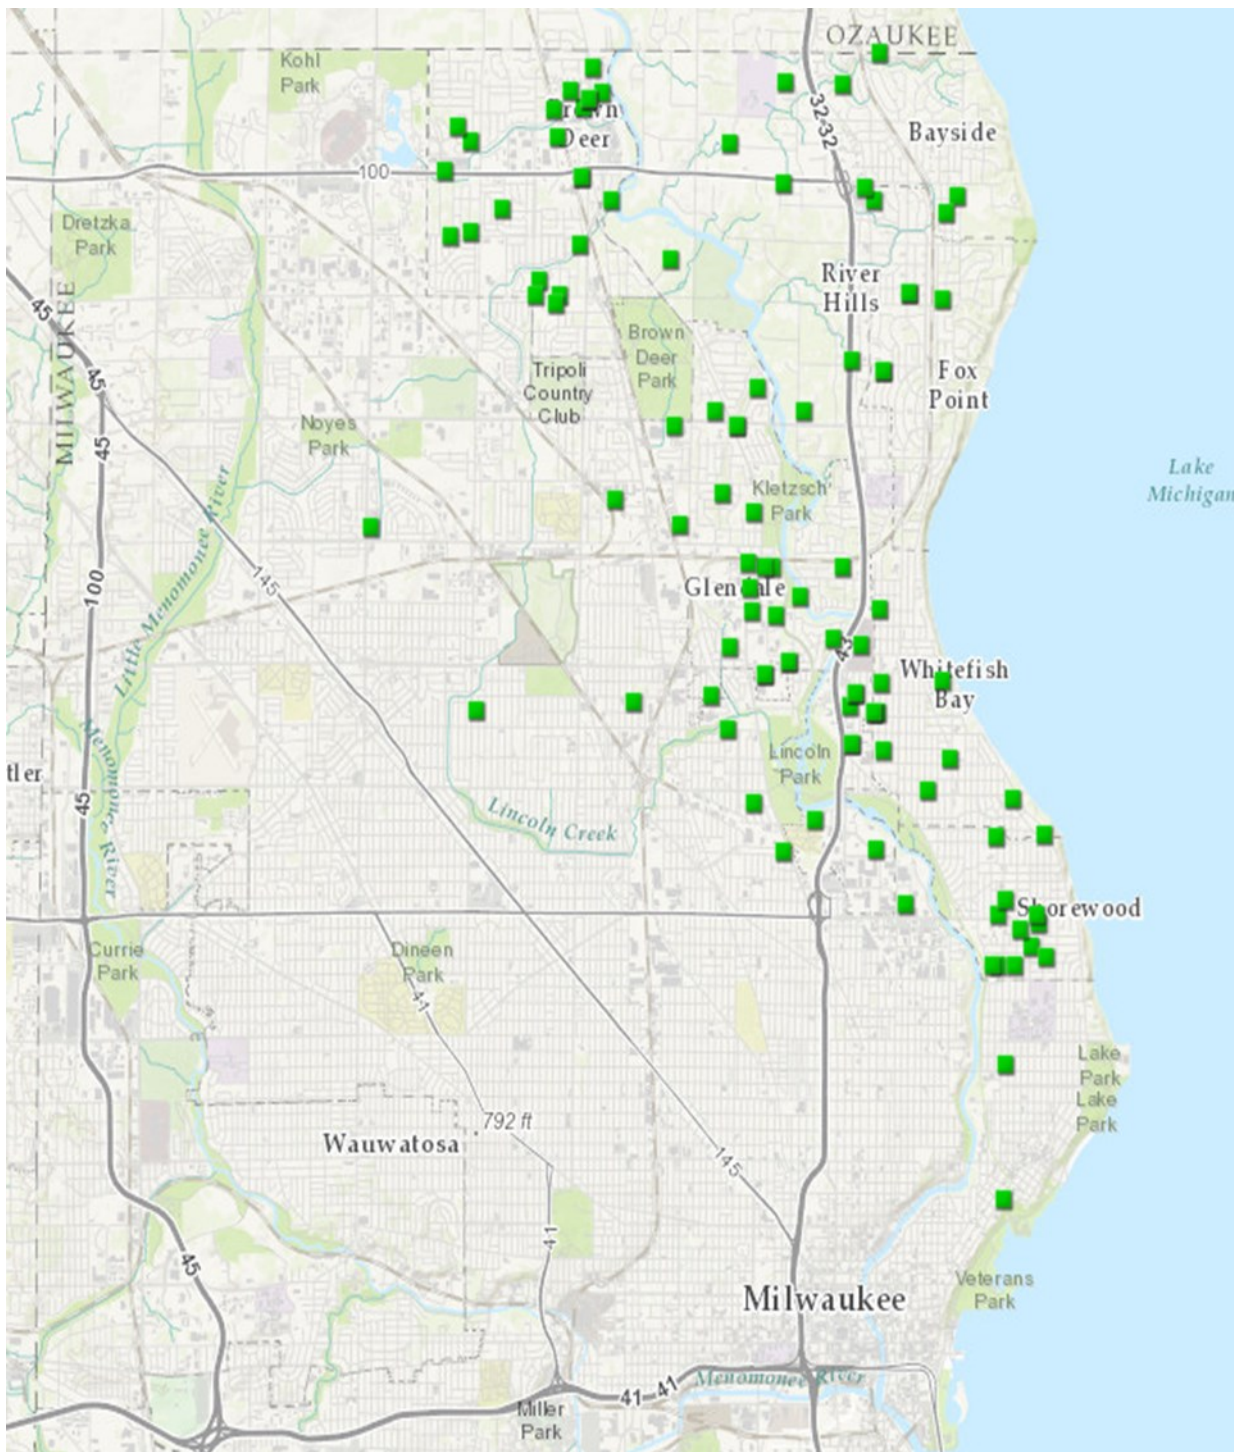 OZAUKEE
Kohl
Park
32-32
Brown
Deer
Bayside
100
Dretzka
Park
River
Hills
45
MILWAUKEE
Brown
Deer
Park
45
Tripoli
Country
Club
Fox
Point
Noyes
Park
45
Lake
Michigan
Kletzsch
Park
Little Menomonee River
145
100
Glendale
43
Whitefish
Bay
Menomonee River
Lincoln
Park
tler
45
Lincoln Creek
Shorewood
Currie
Park
Dineen
Park
41
Lake
Park
Lake
Park
792 ft
Wauwatosa
145
41
45
Veterans
Park
Milwaukee
Menomonee River
41
41
Miller
Park